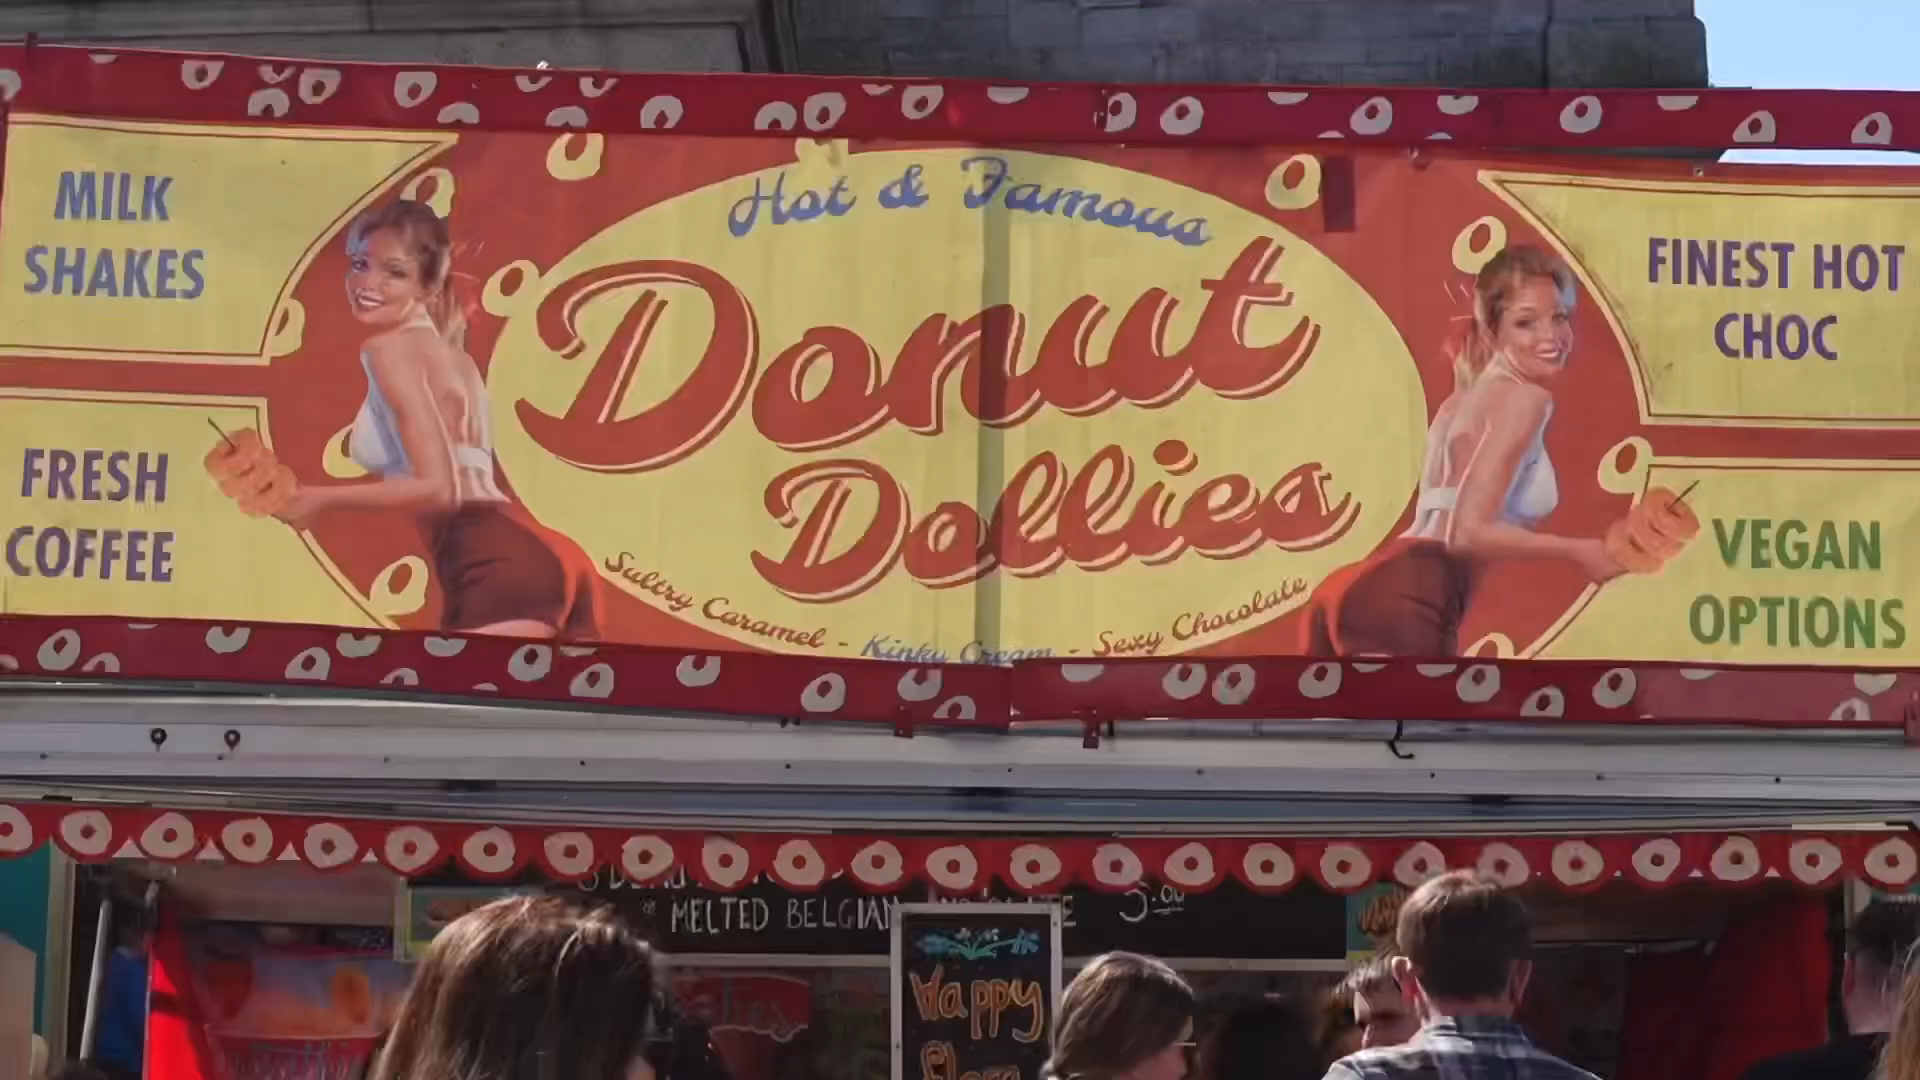 MILK
SHAKES
FRESH
COFFEE
Hot & Famous
Donut
Dollies
Sultry Caramel - Kinky Cream - Sexy Chocolate
FINEST HOT
CHOC
VEGAN
OPTIONS
MELTED BELGIAN
Happy